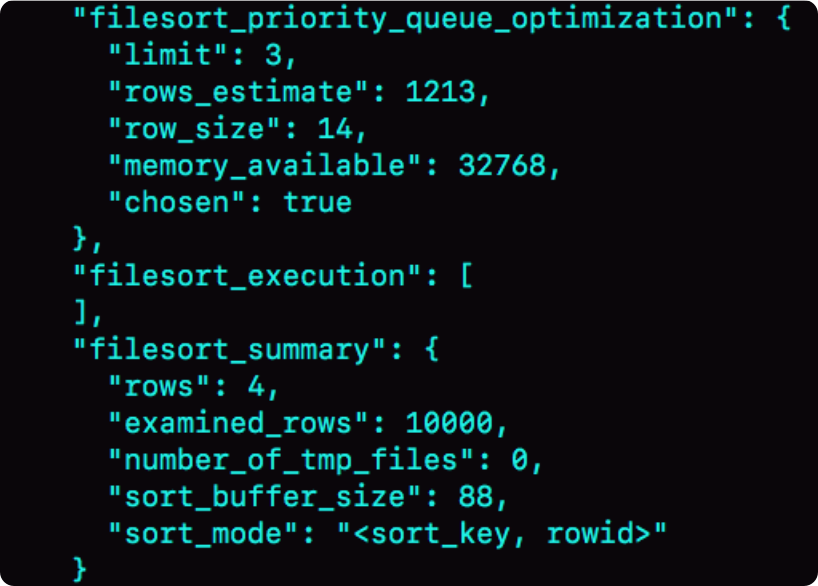 "filesort_priority_queue_optimization": {
"limit": 3,
"rows_estimate": 1213,
"row_size": 14,
"memory_available": 32768,
"chosen": true
},
"filesort_execution": [
],
"filesort_summary": {
"rows": 4,
"examined_rows": 10000,
"number_of_tmp_files": 0,
"sort_buffer_size": 88,
"sort_mode": "<sort_key, rowid>"
}